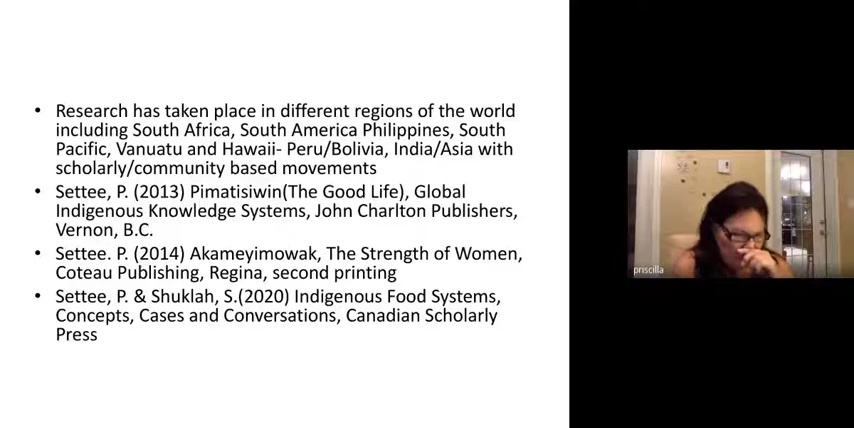 • Research has taken place in different regions of the world
including South Africa, South America Philippines, South
Pacific, Vanuatu and Hawaii- Peru/Bolivia, India/Asia with
scholarly/community based movements
• Settee, P. (2013) Pimatisiwin(The Good Life), Global
Indigenous Knowledge Systems, John Charlton Publishers,
Vernon, B.C.
• Settee. P. (2014) Akameyimowak, The Strength of Women,
Coteau Publishing, Regina, second printing
• Settee, P. & Shuklah, S.(2020) Indigenous Food Systems,
Concepts, Cases and Conversations, Canadian Scholarly
Press
priscilla